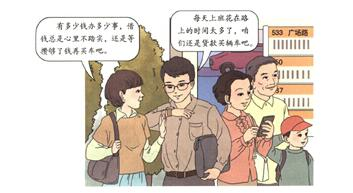 有多少钱办多少事，借
钱总是心里不踏实，还是等
攒够了钱再买车吧。
每天上班花在路
上的时间太多了，咱
们还是贷款买辆车吧。
533 广场路